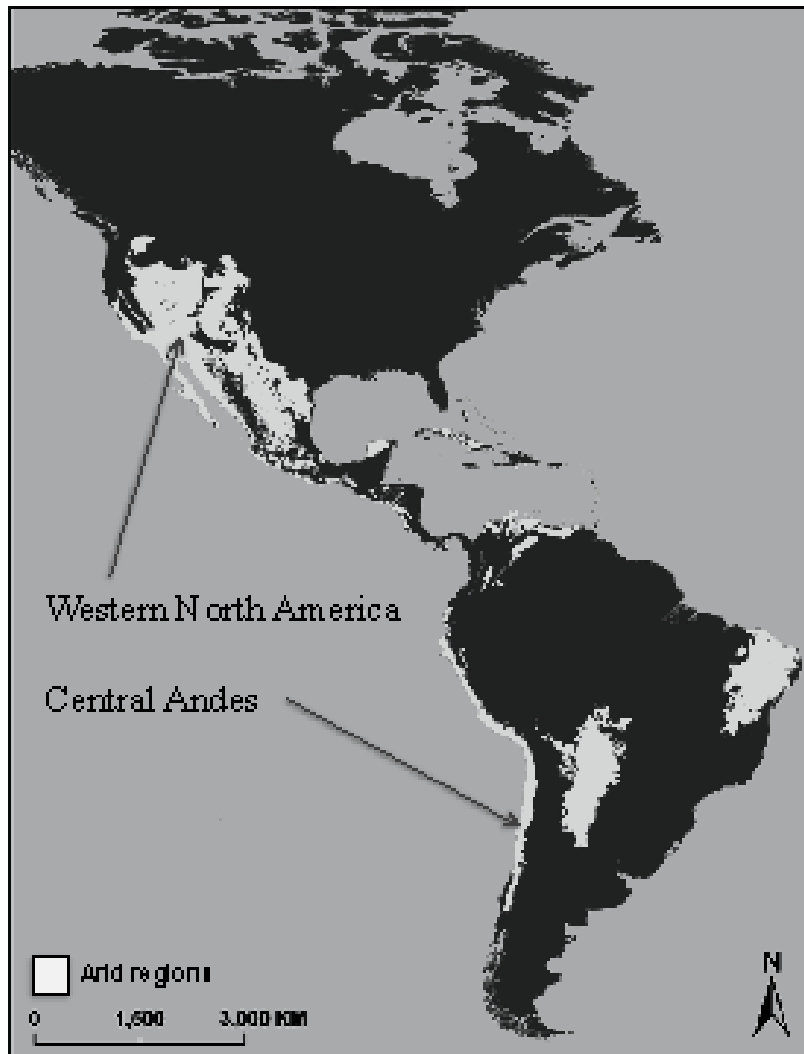 Western North America
Central Andes
N
Arid regions
0 1,500 3,000 KM